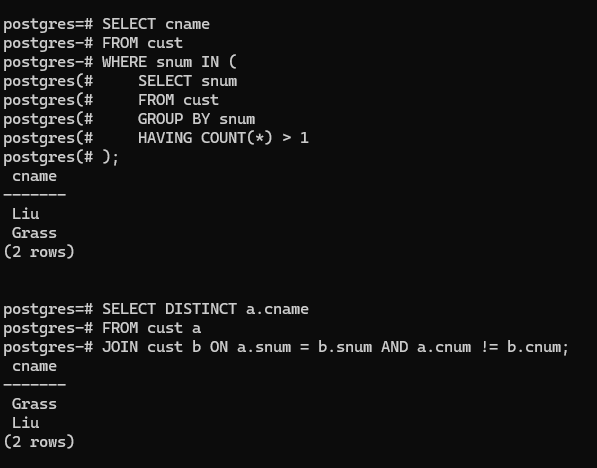 postgres=# SELECT cname
postgres-# FROM cust
postgres-# WHERE snum IN (
postgres(#     SELECT snum
postgres(#     FROM cust
postgres(#     GROUP BY snum
postgres(#     HAVING COUNT(*) > 1
postgres(# );
 cname
-------
 Liu
 Grass
(2 rows)
postgres=# SELECT DISTINCT a.cname
postgres-# FROM cust a
postgres-# JOIN cust b ON a.snum = b.snum AND a.cnum != b.cnum;
 cname
-------
 Grass
 Liu
(2 rows)